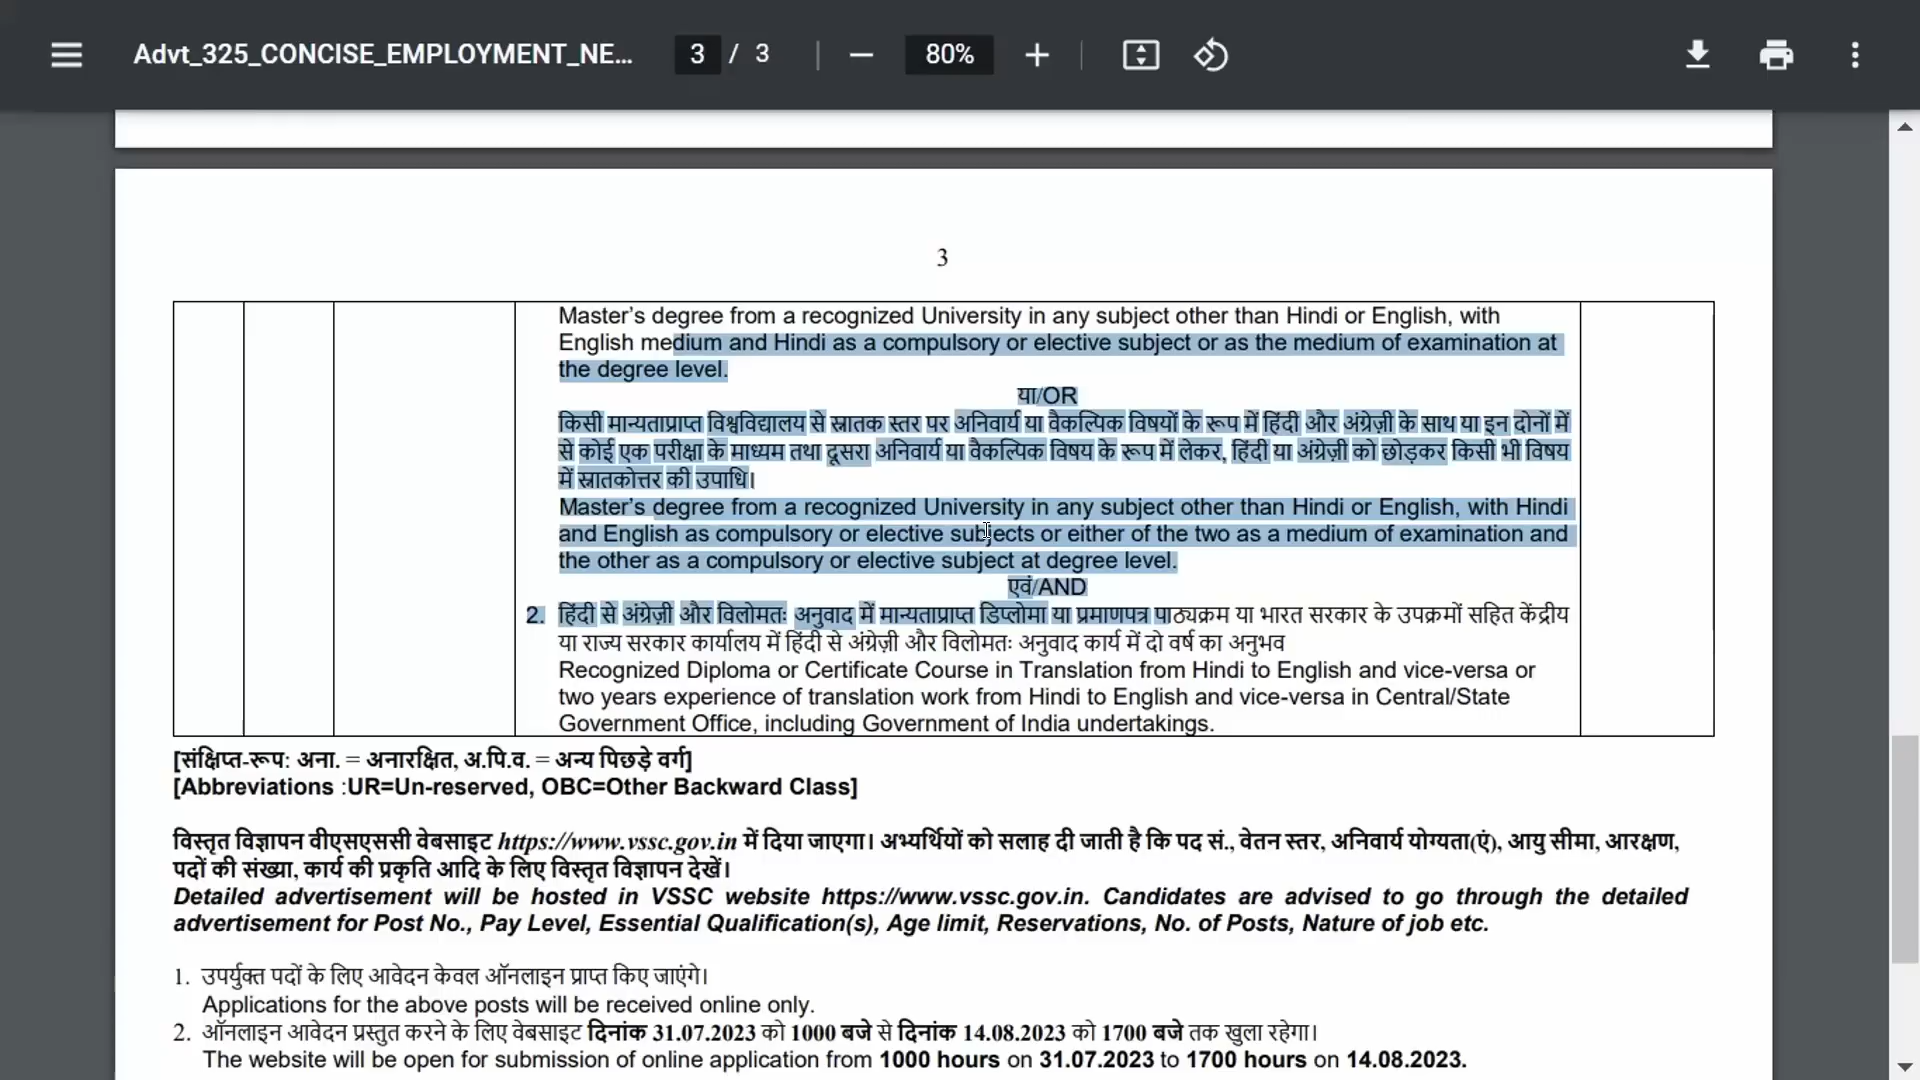 Advt_325_CONCISE_EMPLOYMENT_NE...
3 / 3
80%
3
Master's degree from a recognized University in any subject other than Hindi or English, with
English medium and Hindi as a compulsory or elective subject or as the medium of examination at
the degree level.
या/OR
किसी मान्यताप्राप्त विश्वविद्यालय से स्नातक स्तर पर अनिवार्य या वैकल्पिक विषयों के रूप में हिंदी और अंग्रेज़ी के साथ या इन दोनों में
से कोई एक परीक्षा के माध्यम तथा दूसरा अनिवार्य या वैकल्पिक विषय के रूप में लेकर, हिंदी या अंग्रेज़ी को छोड़कर किसी भी विषय
में स्नातकोत्तर की उपाधि।
Master's degree from a recognized University in any subject other than Hindi or English, with Hindi
and English as compulsory or elective subjects or either of the two as a medium of examination and
the other as a compulsory or elective subject at degree level.
एवं/AND
2. हिंदी से अंग्रेज़ी और विलोमतः अनुवाद में मान्यताप्राप्त डिप्लोमा या प्रमाणपत्र पाठ्यक्रम या भारत सरकार के उपक्रमों सहित केंद्रीय
या राज्य सरकार कार्यालय में हिंदी से अंग्रेज़ी और विलोमतः अनुवाद कार्य में दो वर्ष का अनुभव
Recognized Diploma or Certificate Course in Translation from Hindi to English and vice-versa or
two years experience of translation work from Hindi to English and vice-versa in Central/State
Government Office, including Government of India undertakings.
[संक्षिप्त-रूप: अना. = अनारक्षित, अ.पि.व. = अन्य पिछड़े वर्ग]
[Abbreviations :UR=Un-reserved, OBC=Other Backward Class]
विस्तृत विज्ञापन वीएसएससी वेबसाइट https://www.vssc.gov.in में दिया जाएगा। अभ्यर्थियों को सलाह दी जाती है कि पद सं., वेतन स्तर, अनिवार्य योग्यता(एं), आयु सीमा, आरक्षण,
पदों की संख्या, कार्य की प्रकृति आदि के लिए विस्तृत विज्ञापन देखें।
Detailed advertisement will be hosted in VSSC website https://www.vssc.gov.in. Candidates are advised to go through the detailed
advertisement for Post No., Pay Level, Essential Qualification(s), Age limit, Reservations, No. of Posts, Nature of job etc.
1. उपर्युक्त पदों के लिए आवेदन केवल ऑनलाइन प्राप्त किए जाएंगे।
Applications for the above posts will be received online only.
2. ऑनलाइन आवेदन प्रस्तुत करने के लिए वेबसाइट दिनांक 31.07.2023 को 1000 बजे से दिनांक 14.08.2023 को 1700 बजे तक खुला रहेगा।
The website will be open for submission of online application from 1000 hours on 31.07.2023 to 1700 hours on 14.08.2023.